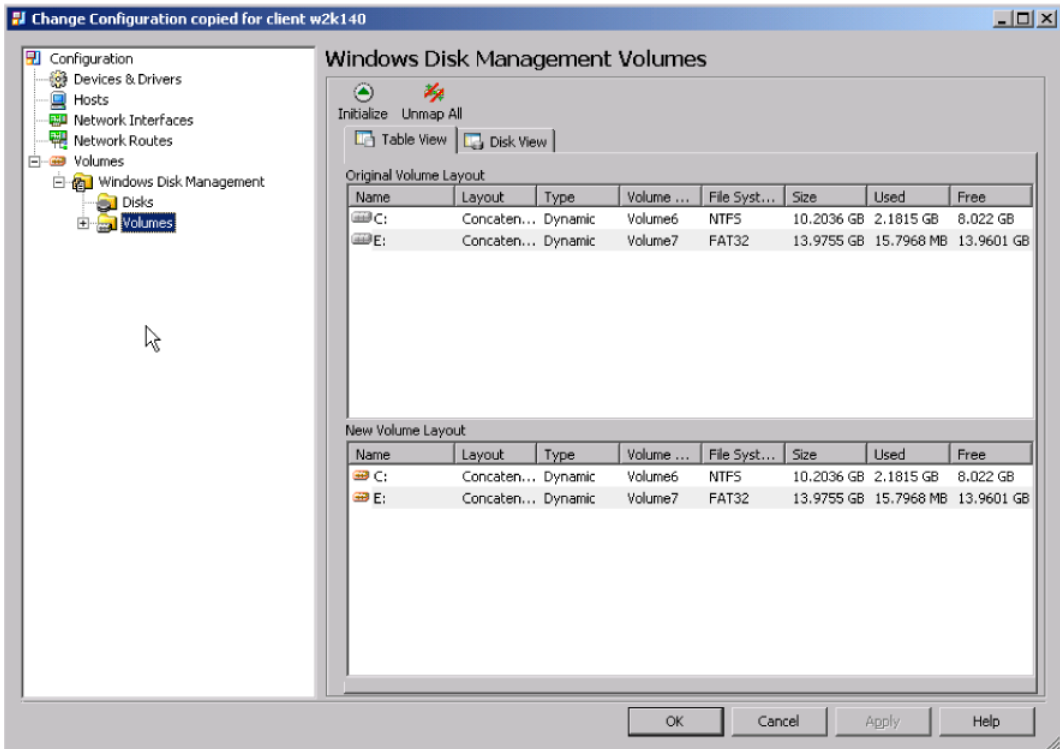 Change Configuration copied for client w2k140
Configuration
Devices & Drivers
Hosts
Network Interfaces
Network Routes
Volumes
Windows Disk Management
Disks
Volumes
Windows Disk Management Volumes
Initialize Unmap All
Table View Disk View
Original Volume Layout
Name Layout Type Volume ... File Syst... Size Used Free
C: Concaten... Dynamic Volume6 NTFS 10.2036 GB 2.1815 GB 8.022 GB
E: Concaten... Dynamic Volume7 FAT32 13.9755 GB 15.7968 MB 13.9601 GB
New Volume Layout
Name Layout Type Volume ... File Syst... Size Used Free
C: Concaten... Dynamic Volume6 NTFS 10.2036 GB 2.1815 GB 8.022 GB
E: Concaten... Dynamic Volume7 FAT32 13.9755 GB 15.7968 MB 13.9601 GB
OK Cancel Apply Help